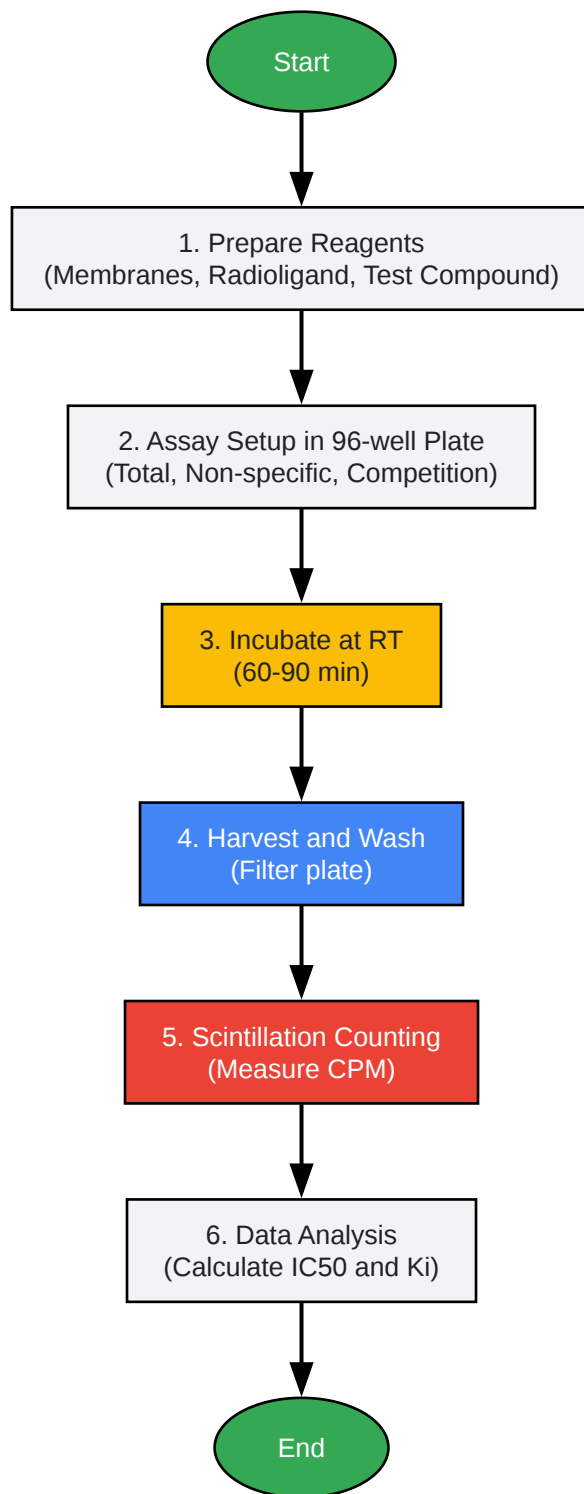 Start
1. Prepare Reagents
(Membranes, Radioligand, Test Compound)
2. Assay Setup in 96-well Plate
(Total, Non-specific, Competition)
3. Incubate at RT
(60-90 min)
4. Harvest and Wash
(Filter plate)
5. Scintillation Counting
(Measure CPM)
6. Data Analysis
(Calculate IC50 and Ki)
End